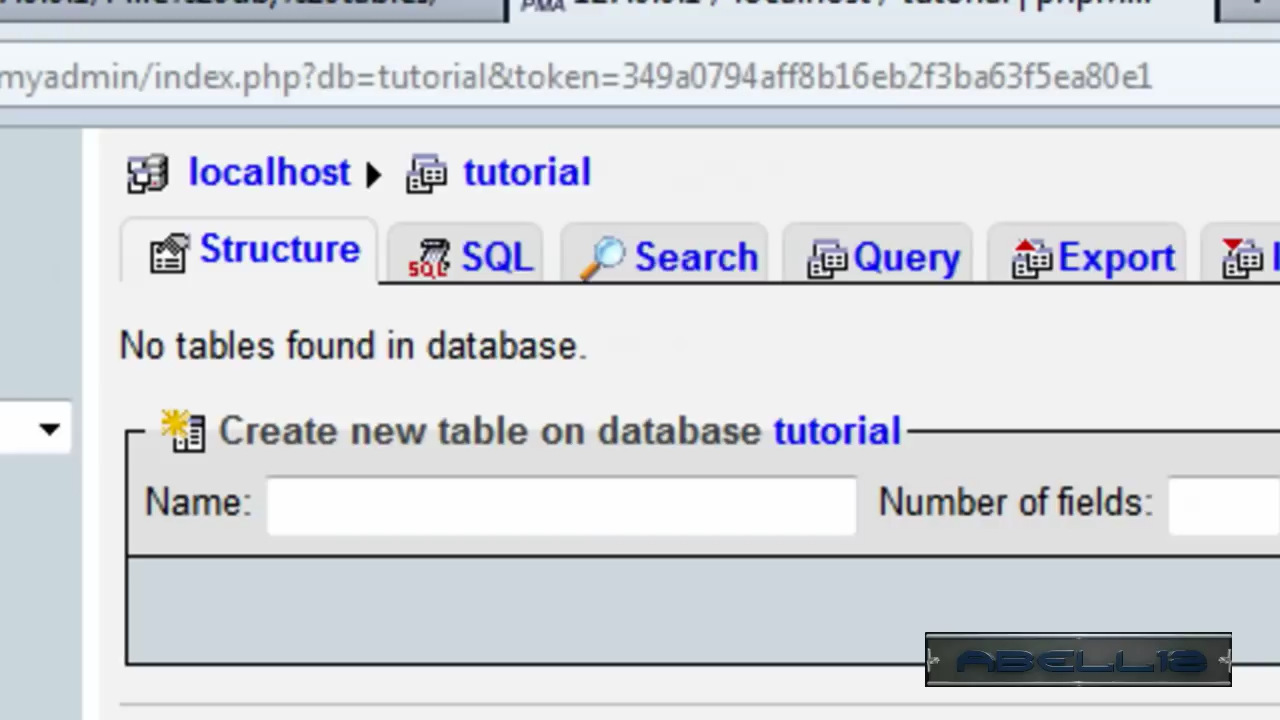 myadmin/index.php?db=tutorial&token=349a0794aff8b16eb2f3ba63f5ea80e1
localhost tutorial
Structure SQL Search Query Export
No tables found in database.
Create new table on database tutorial
Name: Number of fields:
ABELL12